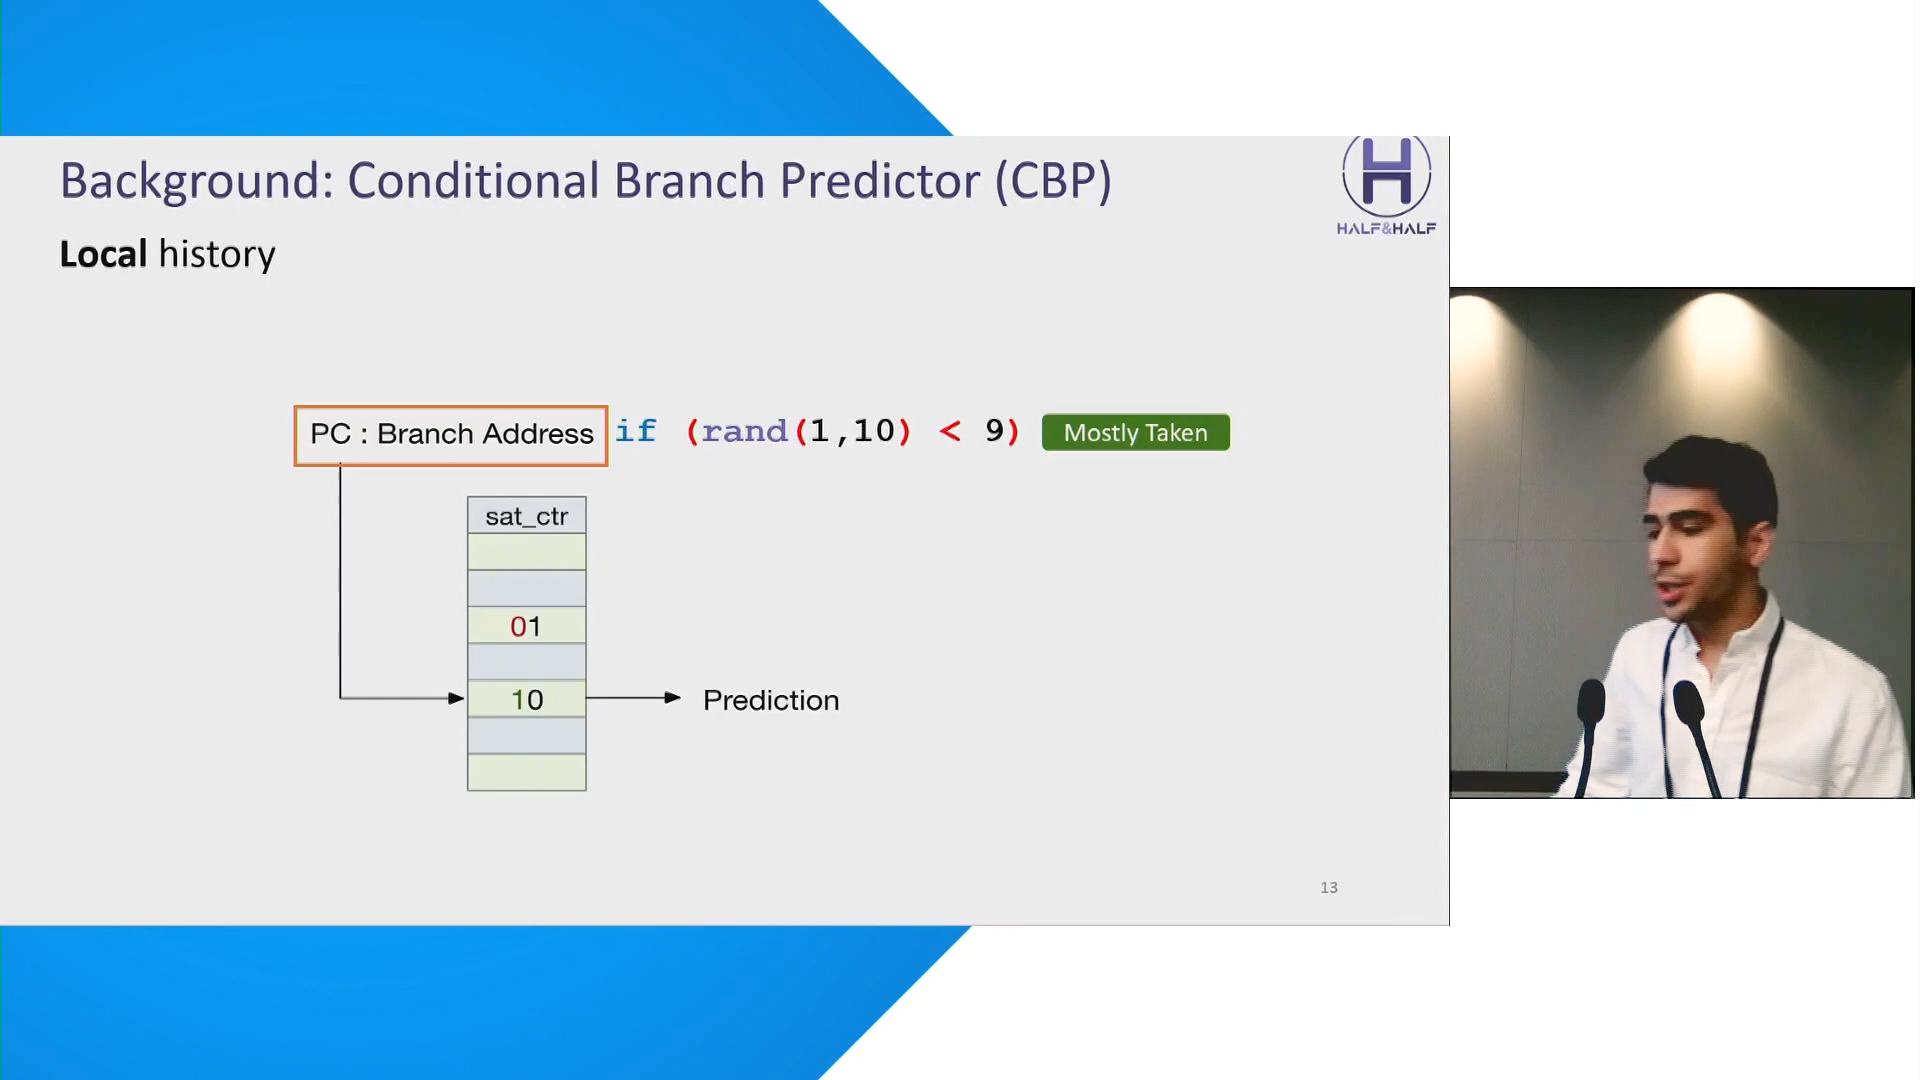 Background: Conditional Branch Predictor (CBP)
HALF&HALF
Local history
PC : Branch Address if (rand(1,10) < 9) Mostly Taken
sat_ctr
01
10 Prediction
13